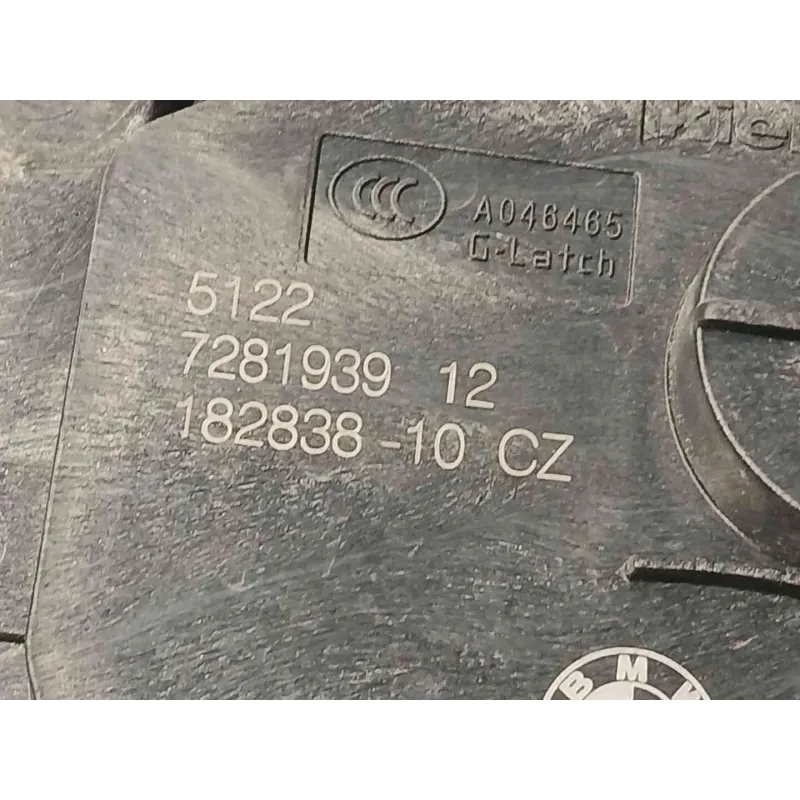 CCC
A046465
G-Latch
5122
7281939 12
182838-10 CZ
BMW